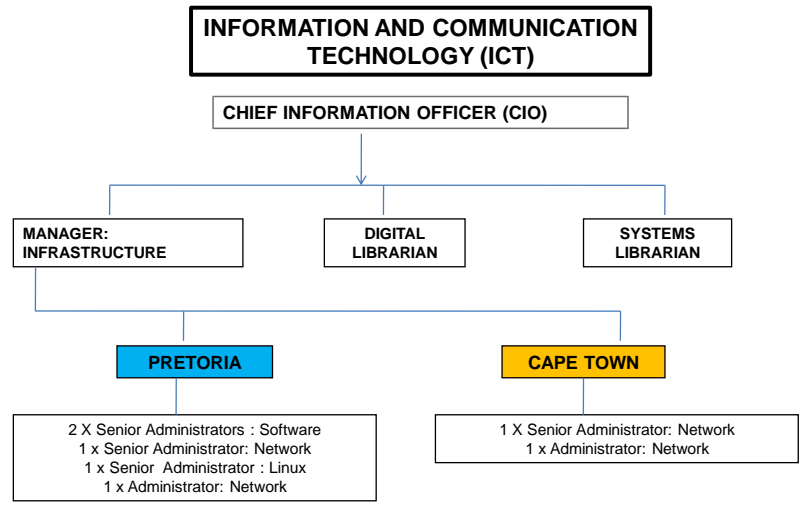 INFORMATION AND COMMUNICATION
TECHNOLOGY (ICT)
CHIEF INFORMATION OFFICER (CIO)
MANAGER:
INFRASTRUCTURE
DIGITAL
LIBRARIAN
SYSTEMS
LIBRARIAN
PRETORIA
CAPE TOWN
2 X Senior Administrators : Software
1 x Senior Administrator: Network
1 x Senior  Administrator : Linux
1 x Administrator: Network
1 X Senior Administrator: Network
1 x Administrator: Network